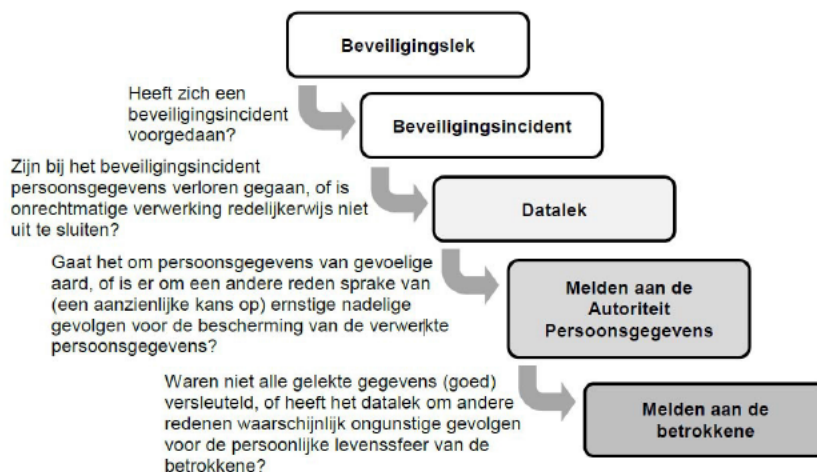 Beveiligingslek
Heeft zich een
beveiligingsincident
voorgedaan?
Beveiligingsincident
Zijn bij het beveiligingsincident
persoonsgegevens verloren gegaan, of is
onrechtmatige verwerking redelijkerwijs niet
uit te sluiten?
Datalek
Gaat het om persoonsgegevens van gevoelige
aard, of is er om een andere reden sprake van
(een aanzienlijke kans op) ernstige nadelige
gevolgen voor de bescherming van de verwerkte
persoonsgegevens?
Melden aan de
Autoriteit
Persoonsgegevens
Waren niet alle gelekte gegevens (goed)
versleuteld, of heeft het datalek om andere
redenen waarschijnlijk ongunstige gevolgen
voor de persoonlijke levenssfeer van de
betrokkene?
Melden aan de
betrokkene